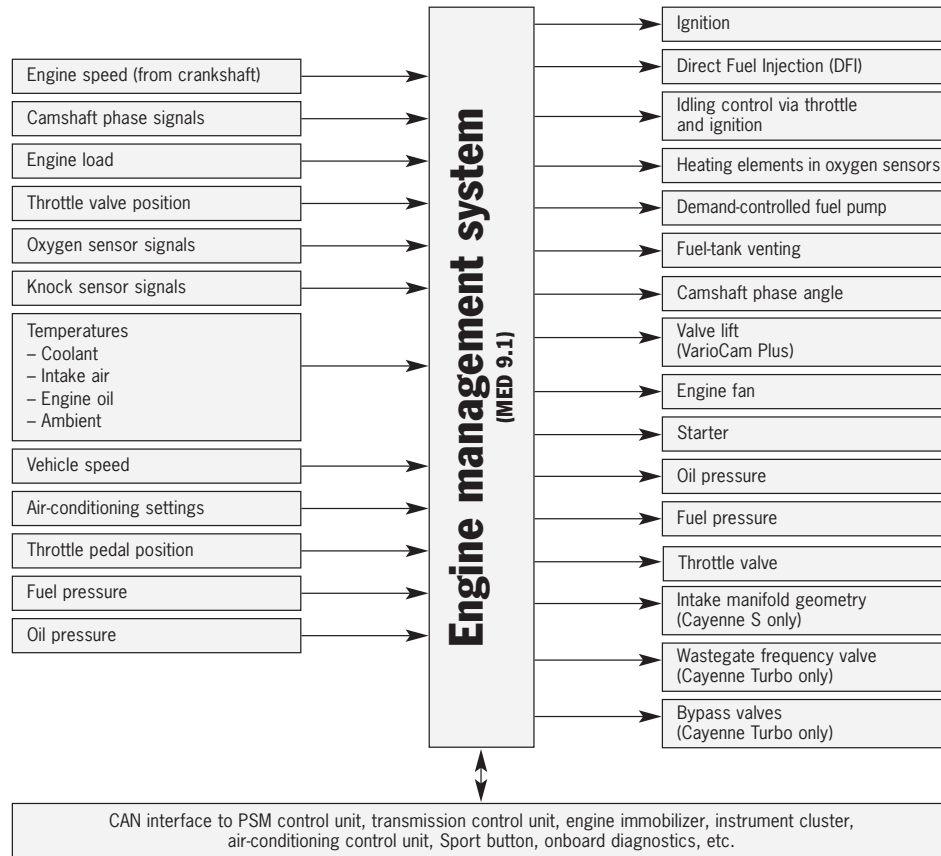 Engine speed (from crankshaft)
Camshaft phase signals
Engine load
Throttle valve position
Oxygen sensor signals
Knock sensor signals
Temperatures
– Coolant
– Intake air
– Engine oil
– Ambient
Vehicle speed
Air-conditioning settings
Throttle pedal position
Fuel pressure
Oil pressure
Engine management system
(MED 9.1)
Ignition
Direct Fuel Injection (DFI)
Idling control via throttle
and ignition
Heating elements in oxygen sensors
Demand-controlled fuel pump
Fuel-tank venting
Camshaft phase angle
Valve lift
(VarioCam Plus)
Engine fan
Starter
Oil pressure
Fuel pressure
Throttle valve
Intake manifold geometry
(Cayenne S only)
Wastegate frequency valve
(Cayenne Turbo only)
Bypass valves
(Cayenne Turbo only)
CAN interface to PSM control unit, transmission control unit, engine immobilizer, instrument cluster,
air-conditioning control unit, Sport button, onboard diagnostics, etc.